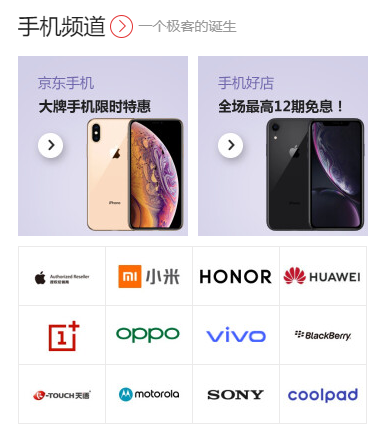 手机频道 一个极客的诞生
京东手机
大牌手机限时特惠
手机好店
全场最高12期免息！
iPhone
iPhone
Authorized Reseller
mi 小米
HONOR
HUAWEI
1+
oppo
vivo
BlackBerry
-TOUCH 天语
motorola
SONY
coolpad